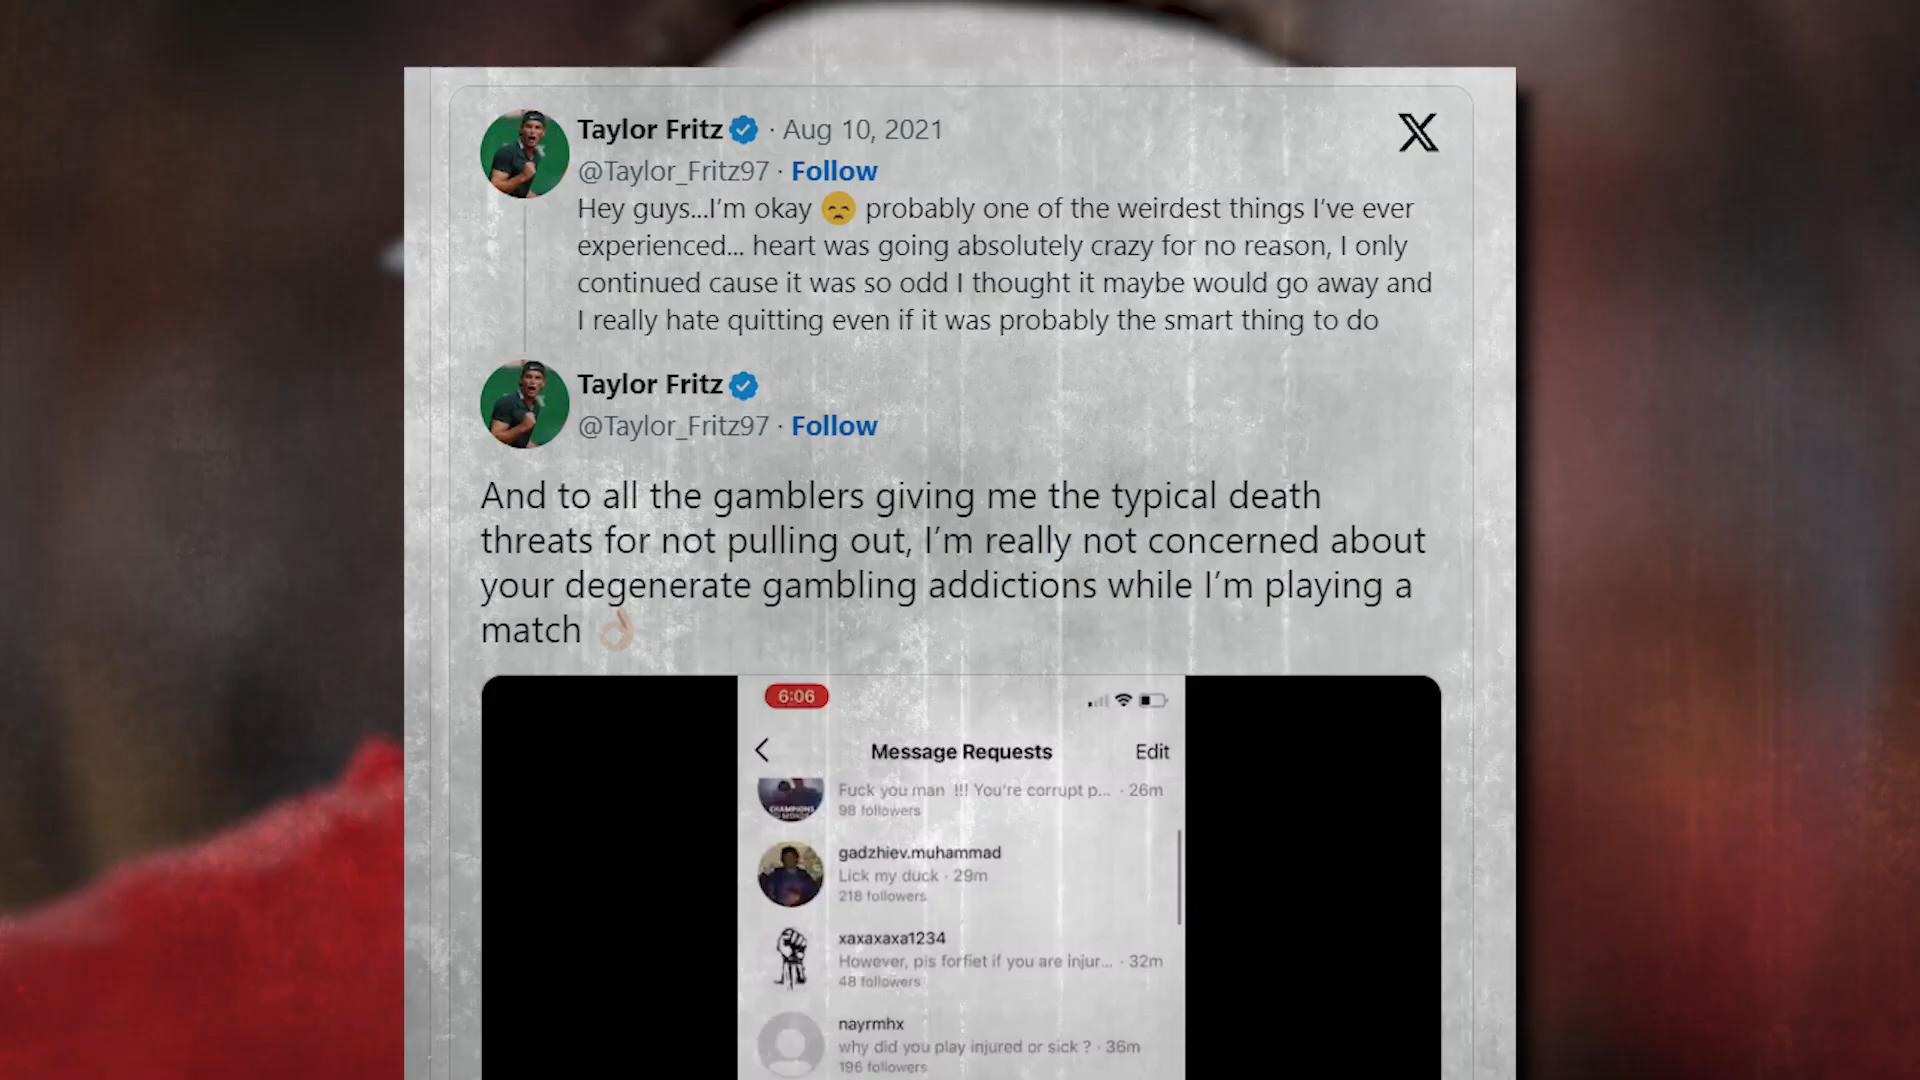 Taylor Fritz · Aug 10, 2021
@Taylor_Fritz97 · Follow
Hey guys...I'm okay 😞 probably one of the weirdest things I've ever
experienced... heart was going absolutely crazy for no reason, I only
continued cause it was so odd I thought it maybe would go away and
I really hate quitting even if it was probably the smart thing to do
Taylor Fritz
@Taylor_Fritz97 · Follow
And to all the gamblers giving me the typical death
threats for not pulling out, I'm really not concerned about
your degenerate gambling addictions while I'm playing a
match 👌🏼
6:06
Message Requests Edit
Fuck you man !!! You're corrupt p... · 26m
98 followers
CHAMPIONS
gadzhiev.muhammad
Lick my duck · 29m
218 followers
xaxaxaxa1234
However, pls forfiet if you are injur... · 32m
48 followers
nayrmhx
why did you play injured or sick ? · 36m
196 followers